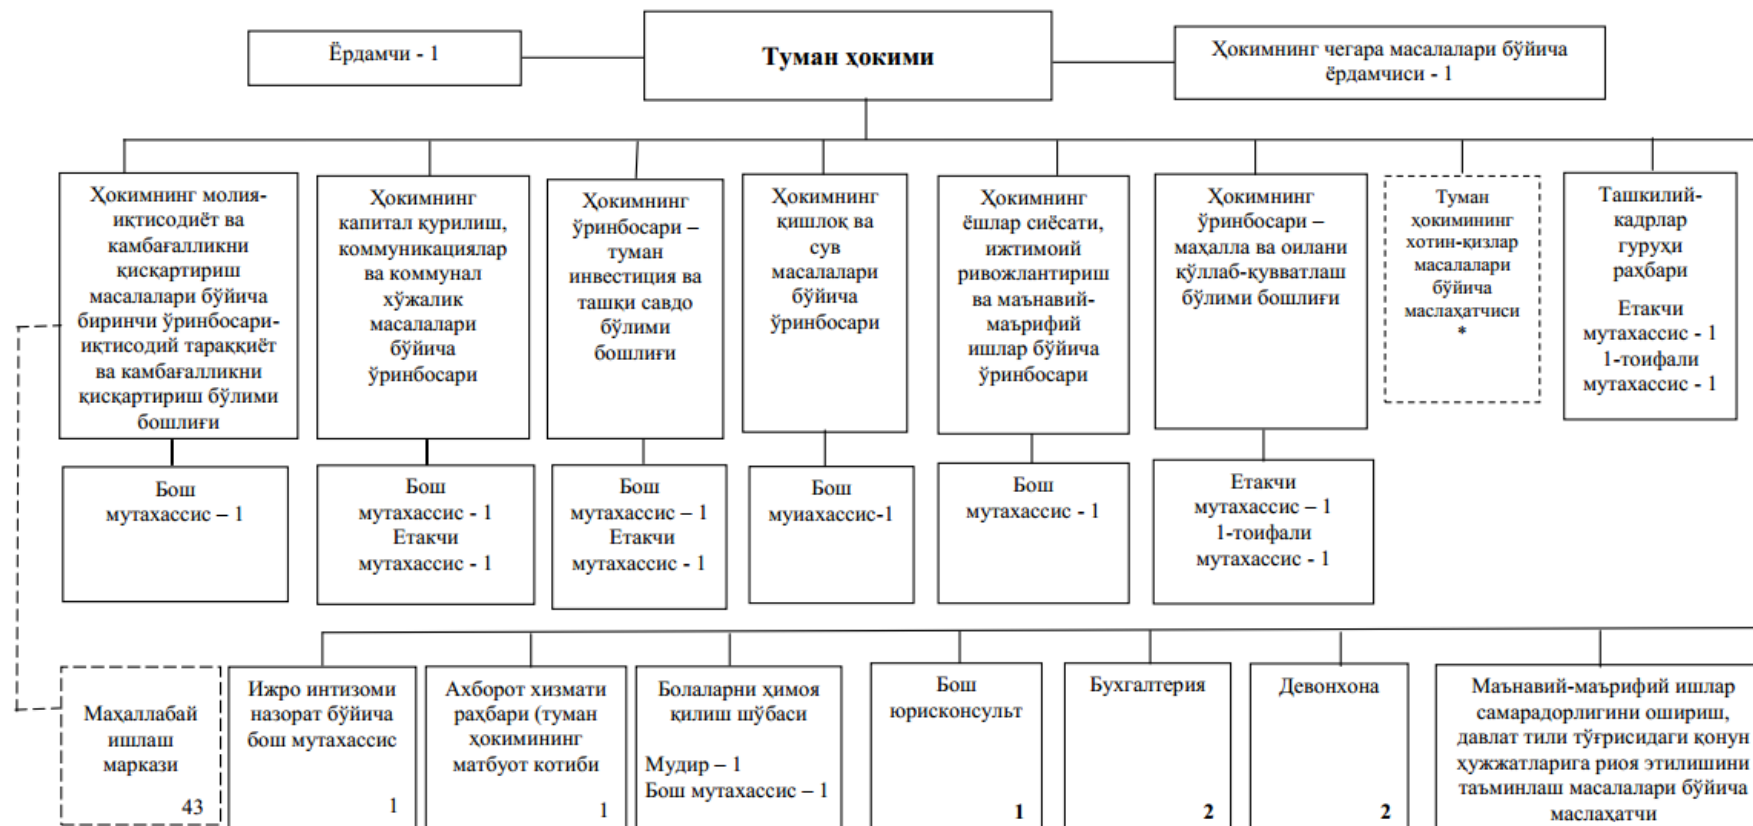 Ёрдамчи - 1
Туман ҳокими
Ҳокимнинг чегара масалалари бўйича
ёрдамчиси - 1
Ҳокимнинг молия-
иқтисодиёт ва
камбағалликни
қисқартириш
масалалари бўйича
биринчи ўринбосари-
иқтисодий тараққиёт
ва камбағалликни
қисқартириш бўлими
бошлиғи
Ҳокимнинг
капитал қурилиш,
коммуникациялар
ва коммунал
хўжалик
масалалари
бўйича
ўринбосари
Ҳокимнинг
ўринбосари –
туман
инвестиция ва
ташқи савдо
бўлими
бошлиғи
Ҳокимнинг
қишлоқ ва
сув
масалалари
бўйича
ўринбосари
Ҳокимнинг
ёшлар сиёсати,
ижтимоий
ривожлантириш
ва маънавий-
маърифий
ишлар бўйича
ўринбосари
Ҳокимнинг
ўринбосари –
маҳалла ва оилани
қўллаб-қувватлаш
бўлими бошлиғи
Туман
ҳокимининг
хотин-қизлар
масалалари
бўйича
маслаҳатчиси
*
Ташкилий-
кадрлар
гуруҳи
раҳбари
Етакчи
мутахассис - 1
1-тоифали
мутахассис - 1
Бош
мутахассис – 1
Бош
мутахассис - 1
Етакчи
мутахассис - 1
Бош
мутахассис – 1
Етакчи
мутахассис - 1
Бош
муиахассис-1
Бош
мутахассис - 1
Етакчи
мутахассис – 1
1-тоифали
мутахассис - 1
Маҳаллабай
ишлаш
маркази
43
Ижро интизоми
назорат бўйича
бош мутахассис
1
Ахборот хизмати
раҳбари (туман
ҳокимининг
матбуот котиби
1
Болаларни ҳимоя
қилиш шўбаси
Мудир – 1
Бош мутахассис – 1
Бош
юрисконсульт
1
Бухгалтерия
2
Девонхона
2
Маънавий-маърифий ишлар
самарадорлигини ошириш,
давлат тили тўғрисидаги қонун
ҳужжатларига риоя этилишини
таъминлаш масалалари бўйича
маслаҳатчи